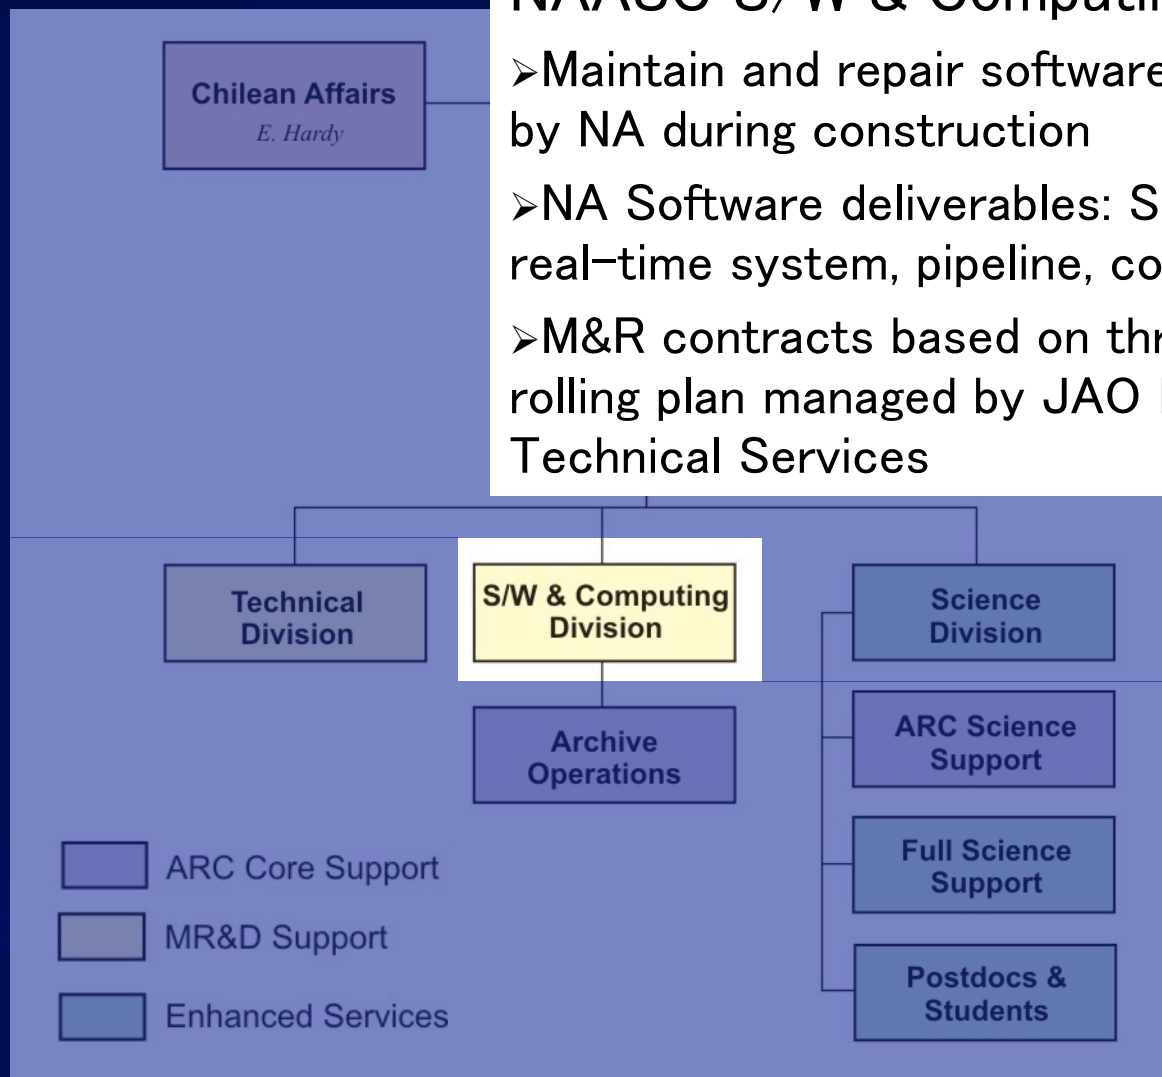 ➢Maintain and repair software
by NA during construction
➢NA Software deliverables:
real-time system, pipeline,
➢M&R contracts based on
rolling plan managed by JAO
Technical Services
Chilean Affairs
E. Hardy
Technical
Division
S/W & Computing
Division
Science
Division
Archive
Operations
ARC Science
Support
Full Science
Support
Postdocs &
Students
ARC Core Support
MR&D Support
Enhanced Services